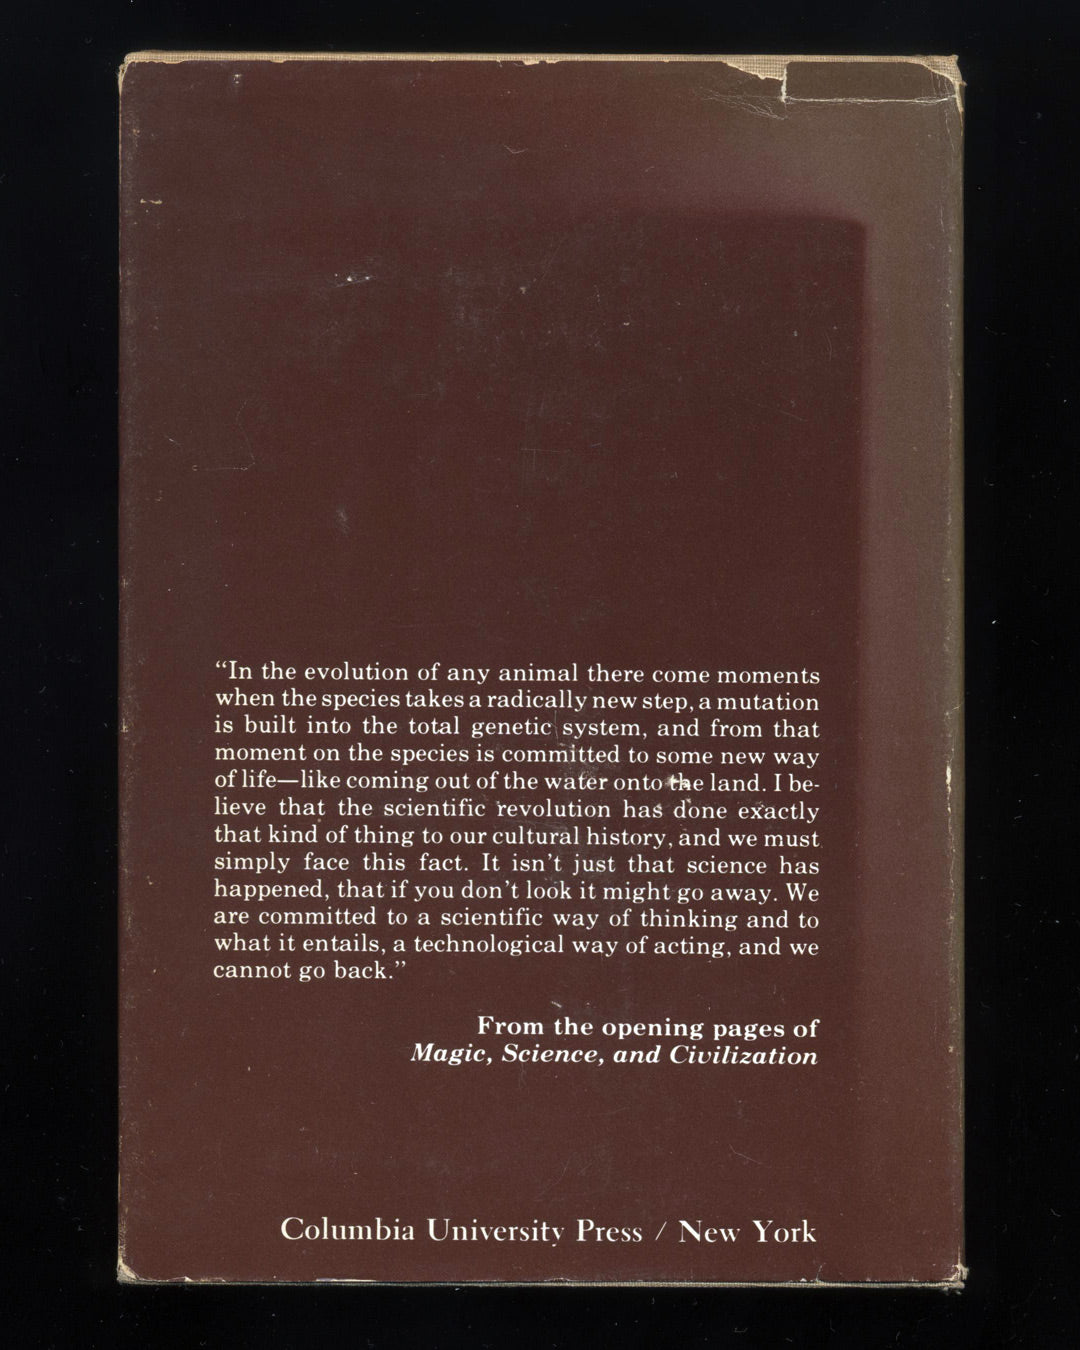 “In the evolution of any animal there come moments
when the species takes a radically new step, a mutation
is built into the total genetic system, and from that
moment on the species is committed to some new way
of life—like coming out of the water onto the land. I be-
lieve that the scientific revolution has done exactly
that kind of thing to our cultural history, and we must
simply face this fact. It isn’t just that science has
happened, that if you don’t look it might go away. We
are committed to a scientific way of thinking and to
what it entails, a technological way of acting, and we
cannot go back.”
From the opening pages of
Magic, Science, and Civilization
Columbia University Press / New York